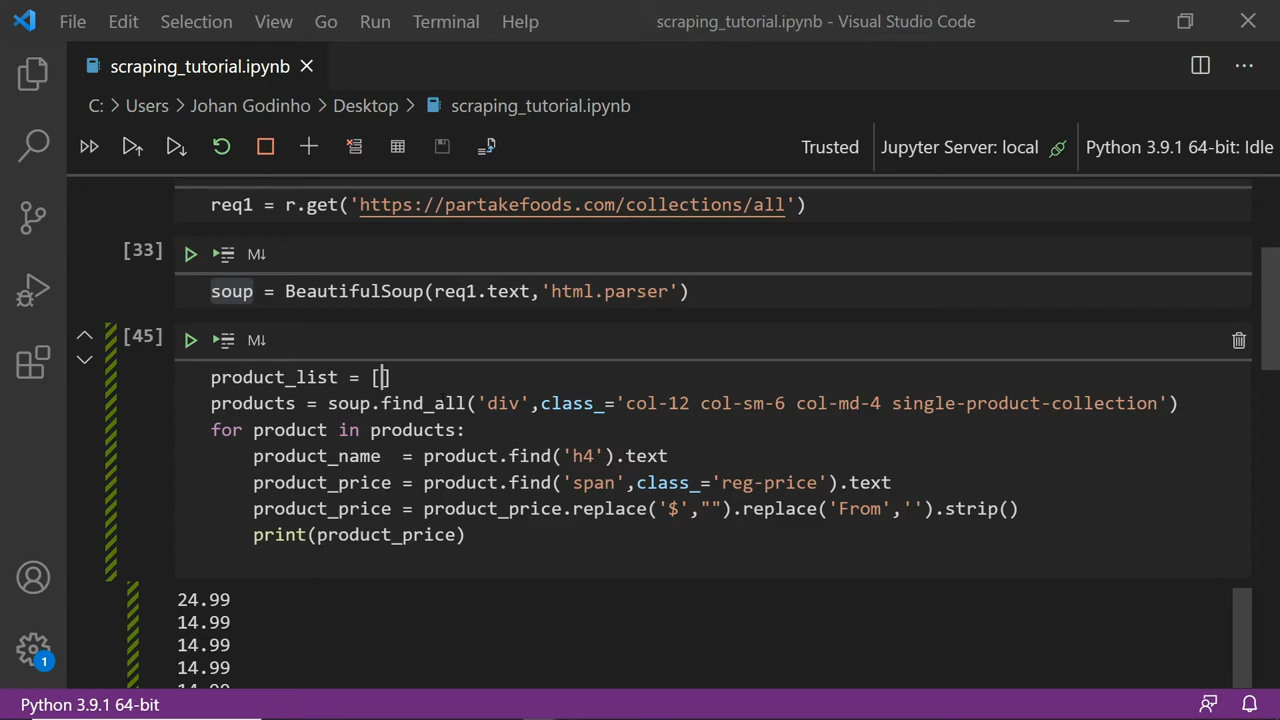 File Edit Selection View Go Run Terminal Help scraping_tutorial.ipynb - Visual Studio Code
scraping_tutorial.ipynb
C: > Users > Johan Godinho > Desktop > scraping_tutorial.ipynb
Trusted Jupyter Server: local Python 3.9.1 64-bit: Idle
req1 = r.get('https://partakefoods.com/collections/all')
[33] M↓
soup = BeautifulSoup(req1.text,'html.parser')
[45] M↓
product_list = []
products = soup.find_all('div',class_='col-12 col-sm-6 col-md-4 single-product-collection')
for product in products:
product_name  = product.find('h4').text
product_price = product.find('span',class_='reg-price').text
product_price = product_price.replace('$',"").replace('From','').strip()
print(product_price)
24.99
14.99
14.99
14.99
1
Python 3.9.1 64-bit